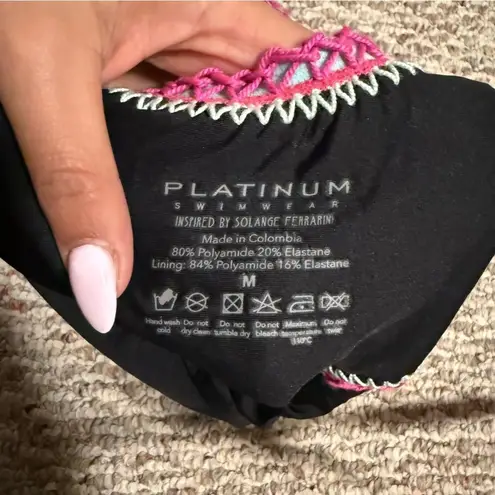 PLATINUM
SWIMWEAR
INSPIRED BY SOLANGE FERRARINI
Made in Colombia
80% Polyamide 20% Elastane
Lining: 84% Polyamide 16% Elastane
M
Hand wash Do not Do not Do not Maximum Do not
cold dry clean tumble dry bleach temperature twist
110°C